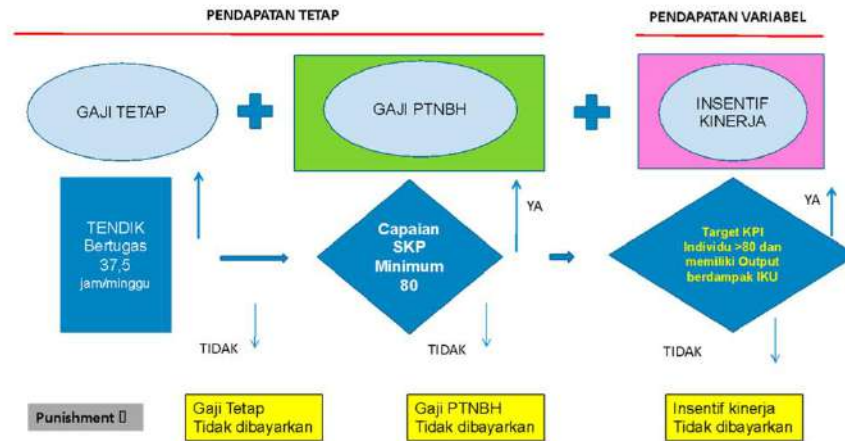 PENDAPATAN TETAP
PENDAPATAN VARIABEL
GAJI TETAP
GAJI PTNBH
INSENTIF
KINERJA
TENDIK
Bertugas
37,5
jam/minggu
Capaian
SKP
Minimum
80
YA
Target KPI
Individu >80 dan
memiliki Output
berdampak IKU
YA
TIDAK
TIDAK
TIDAK
Punishment
Gaji Tetap
Tidak dibayarkan
Gaji PTNBH
Tidak dibayarkan
Insentif kinerja
Tidak dibayarkan